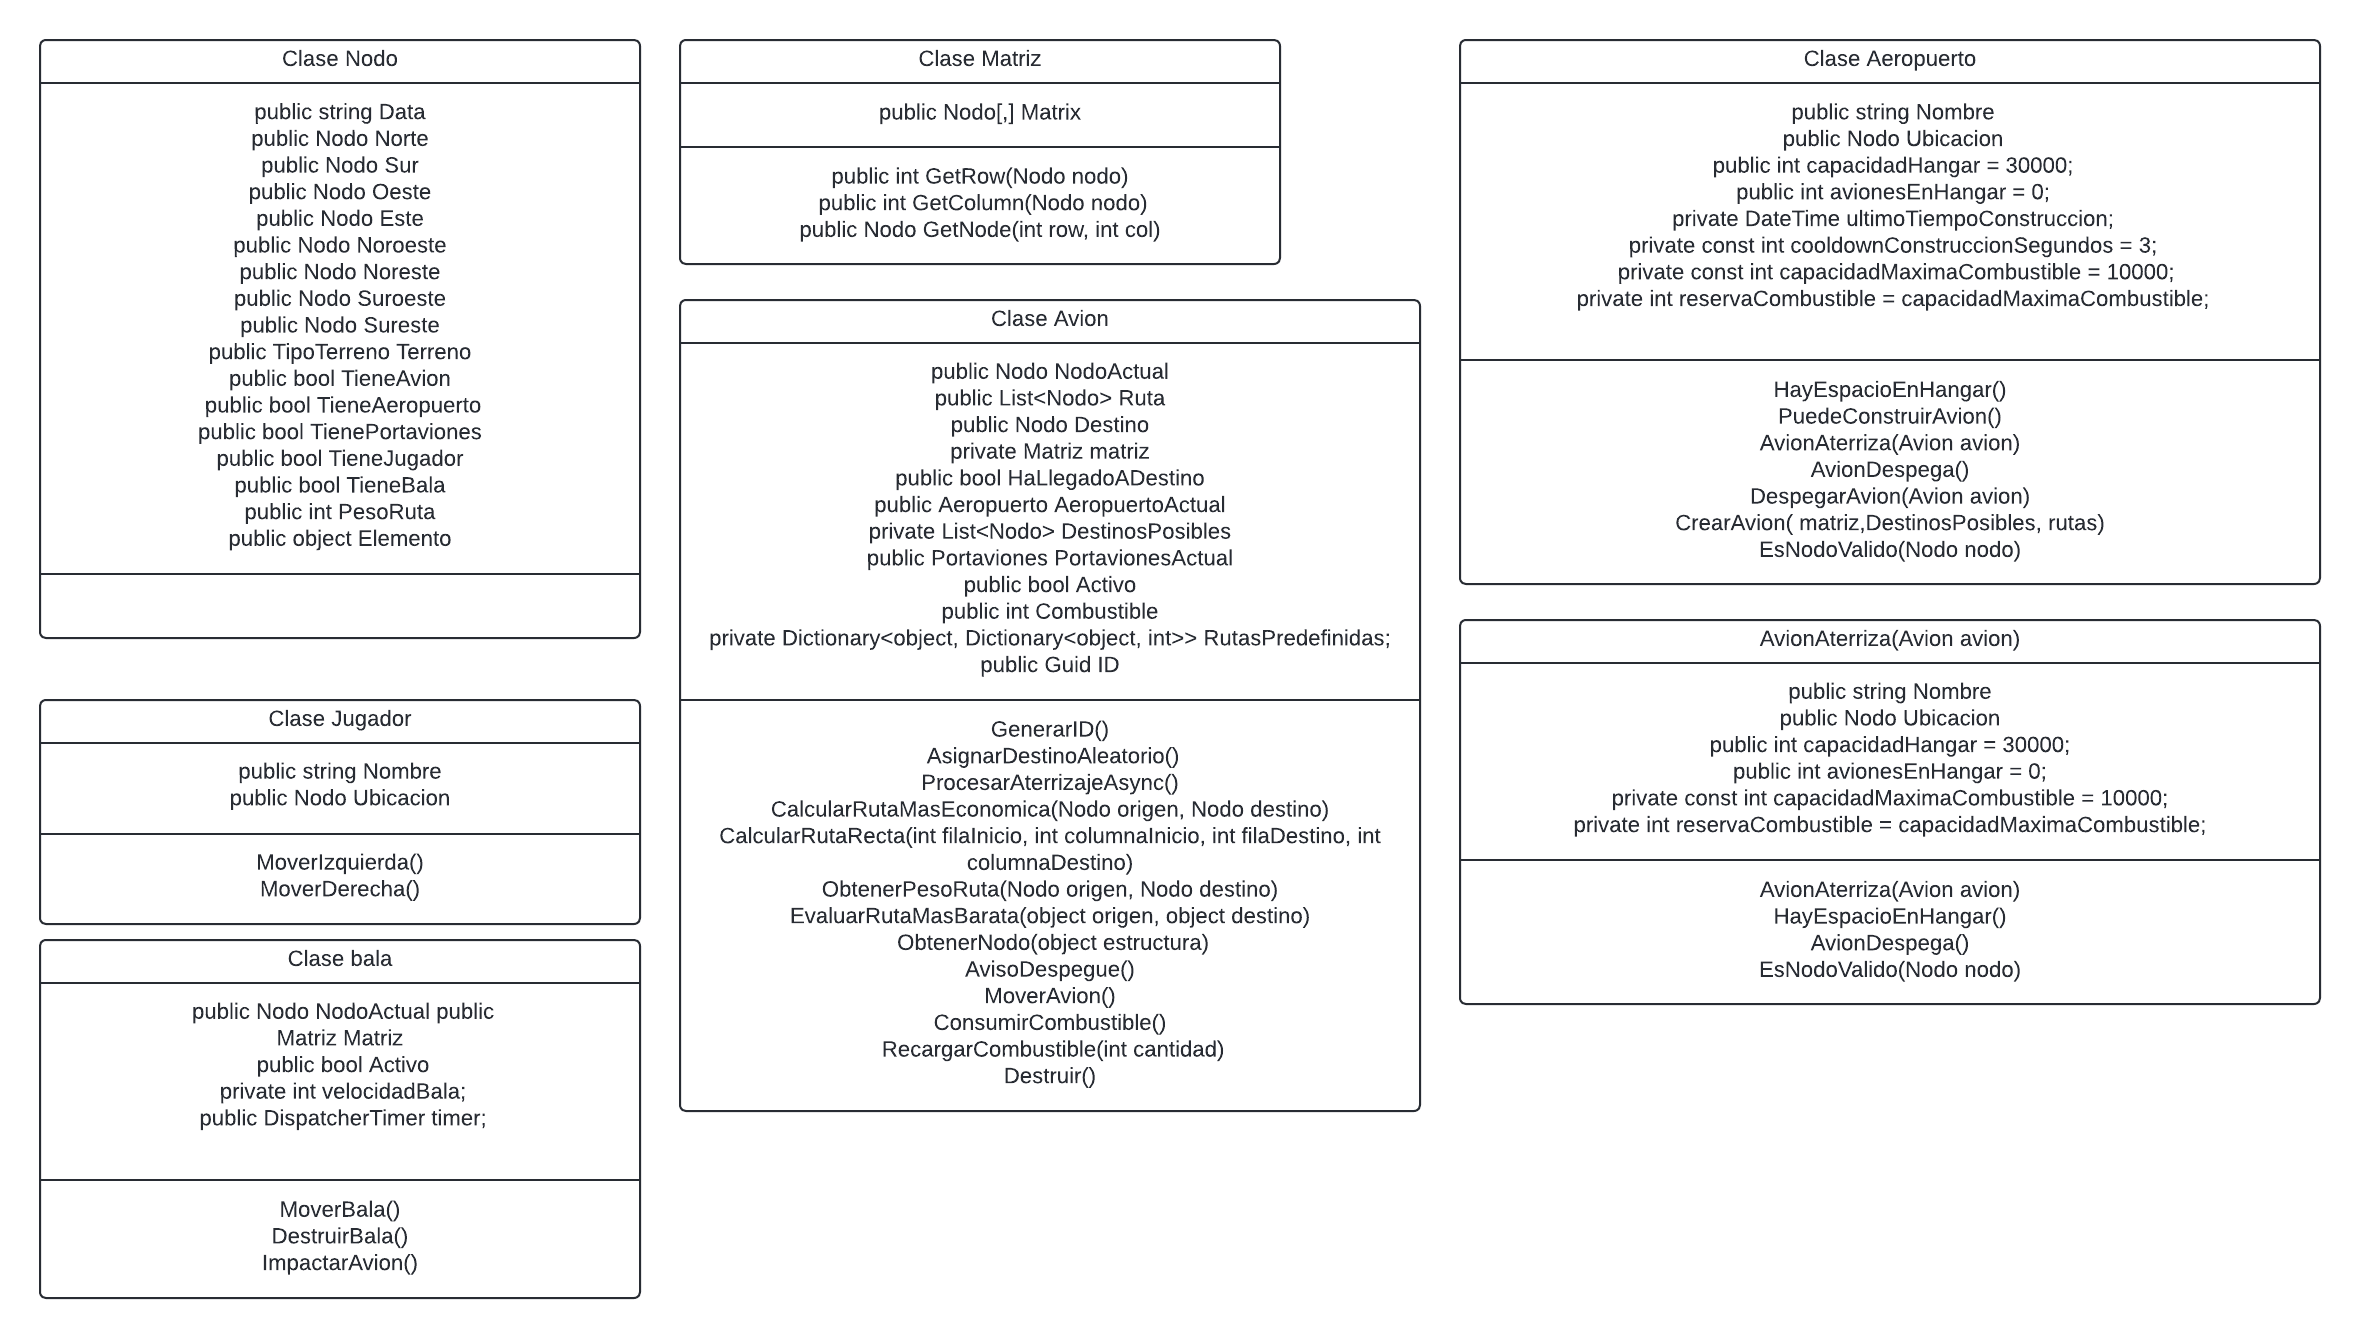 Clase Nodo
public string Data
public Nodo Norte
public Nodo Sur
public Nodo Oeste
public Nodo Este
public Nodo Noroeste
public Nodo Noreste
public Nodo Suroeste
public Nodo Sureste
public TipoTerreno Terreno
public bool TieneAvion
public bool TieneAeropuerto
public bool TienePortaviones
public bool TieneJugador
public bool TieneBala
public int PesoRuta
public object Elemento
Clase Jugador
public string Nombre
public Nodo Ubicacion
MoverIzquierda()
MoverDerecha()
Clase bala
public Nodo NodoActual public
Matriz Matriz
public bool Activo
private int velocidadBala;
public DispatcherTimer timer;
MoverBala()
DestruirBala()
ImpactarAvion()
Clase Matriz
public Nodo[,] Matrix
public int GetRow(Nodo nodo)
public int GetColumn(Nodo nodo)
public Nodo GetNode(int row, int col)
Clase Avion
public Nodo NodoActual
public List<Nodo> Ruta
public Nodo Destino
private Matriz matriz
public bool HaLlegadoADestino
public Aeropuerto AeropuertoActual
private List<Nodo> DestinosPosibles
public Portaviones PortavionesActual
public bool Activo
public int Combustible
private Dictionary<object, Dictionary<object, int>> RutasPredefinidas;
public Guid ID
GenerarID()
AsignarDestinoAleatorio()
ProcesarAterrizajeAsync()
CalcularRutaMasEconomica(Nodo origen, Nodo destino)
CalcularRutaRecta(int filaInicio, int columnaInicio, int filaDestino, int
columnaDestino)
ObtenerPesoRuta(Nodo origen, Nodo destino)
EvaluarRutaMasBarata(object origen, object destino)
ObtenerNodo(object estructura)
AvisoDespegue()
MoverAvion()
ConsumirCombustible()
RecargarCombustible(int cantidad)
Destruir()
Clase Aeropuerto
public string Nombre
public Nodo Ubicacion
public int capacidadHangar = 30000;
public int avionesEnHangar = 0;
private DateTime ultimoTiempoConstruccion;
private const int cooldownConstruccionSegundos = 3;
private const int capacidadMaximaCombustible = 10000;
private int reservaCombustible = capacidadMaximaCombustible;
HayEspacioEnHangar()
PuedeConstruirAvion()
AvionAterriza(Avion avion)
AvionDespega()
DespegarAvion(Avion avion)
CrearAvion( matriz,DestinosPosibles, rutas)
EsNodoValido(Nodo nodo)
AvionAterriza(Avion avion)
public string Nombre
public Nodo Ubicacion
public int capacidadHangar = 30000;
public int avionesEnHangar = 0;
private const int capacidadMaximaCombustible = 10000;
private int reservaCombustible = capacidadMaximaCombustible;
AvionAterriza(Avion avion)
HayEspacioEnHangar()
AvionDespega()
EsNodoValido(Nodo nodo)